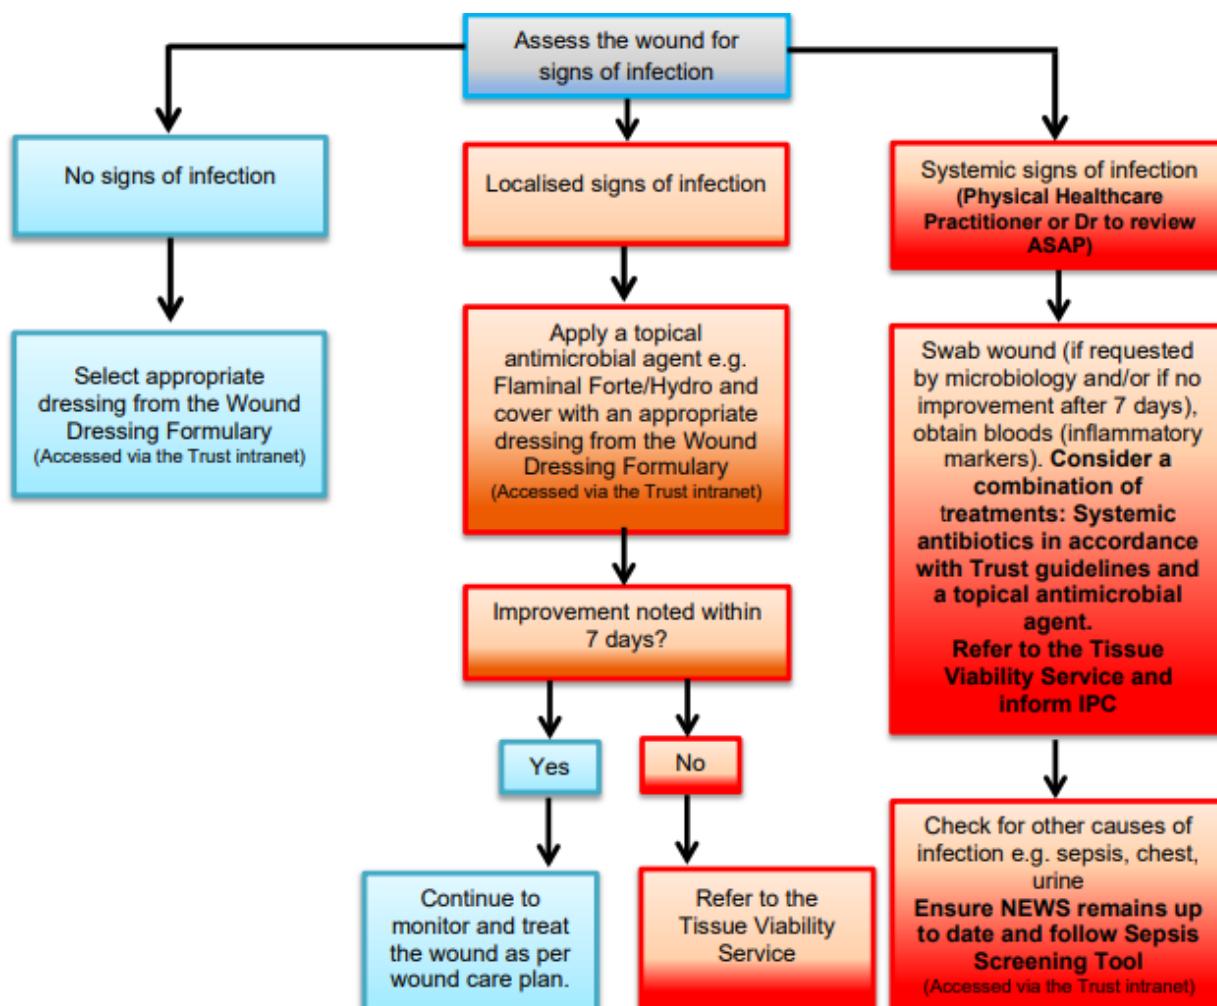 Assess the wound for
signs of infection
No signs of infection
Localised signs of infection
Systemic signs of infection
(Physical Healthcare
Practitioner or Dr to review
ASAP)
Select appropriate
dressing from the Wound
Dressing Formulary
(Accessed via the Trust intranet)
Apply a topical
antimicrobial agent e.g.
Flaminal Forte/Hydro and
cover with an appropriate
dressing from the Wound
Dressing Formulary
(Accessed via the Trust intranet)
Swab wound (if requested
by microbiology and/or if no
improvement after 7 days),
obtain bloods (inflammatory
markers). Consider a
combination of
treatments: Systemic
antibiotics in accordance
with Trust guidelines and
a topical antimicrobial
agent.
Refer to the Tissue
Viability Service and
inform IPC
Improvement noted within
7 days?
Yes
No
Continue to
monitor and treat
the wound as per
wound care plan.
Refer to the
Tissue Viability
Service
Check for other causes of
infection e.g. sepsis, chest,
urine
Ensure NEWS remains up
to date and follow Sepsis
Screening Tool
(Accessed via the Trust intranet)